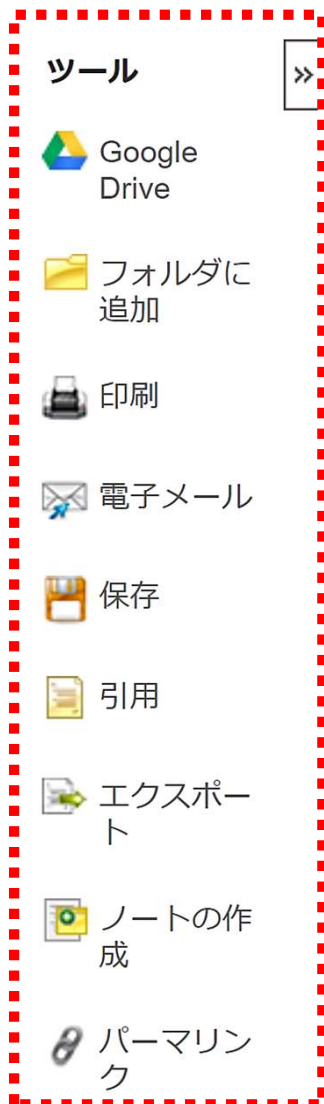 ツール
»
Google
Drive
フォルダに
追加
印刷
電子メール
保存
引用
エクスポー
ト
ノートの作
成
パーマリン
ク